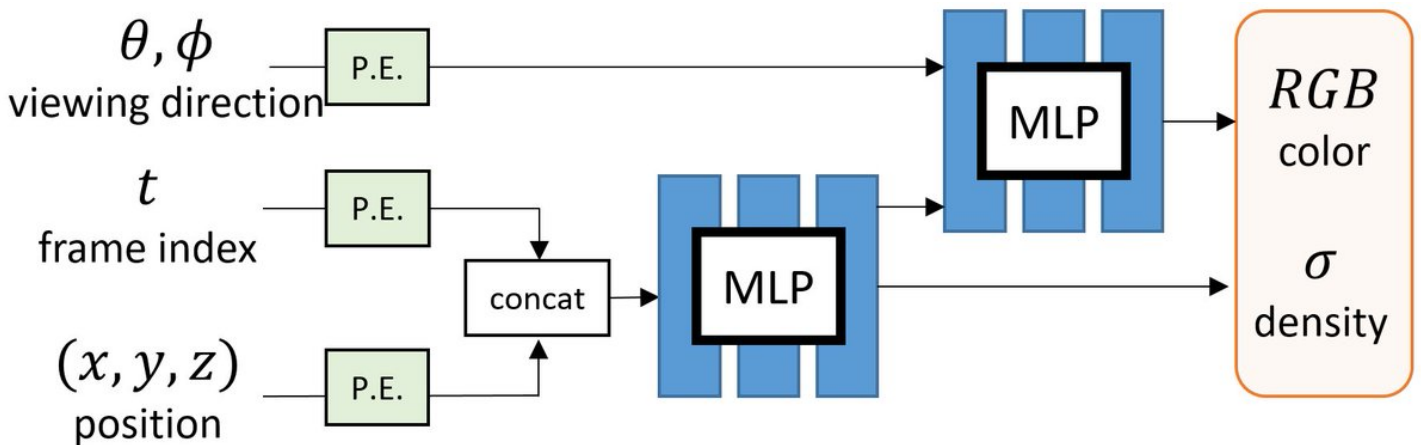 θ, ϕ
viewing direction
P.E.
MLP
RGB
color
t
frame index
P.E.
concat
MLP
σ
density
(x, y, z)
position
P.E.